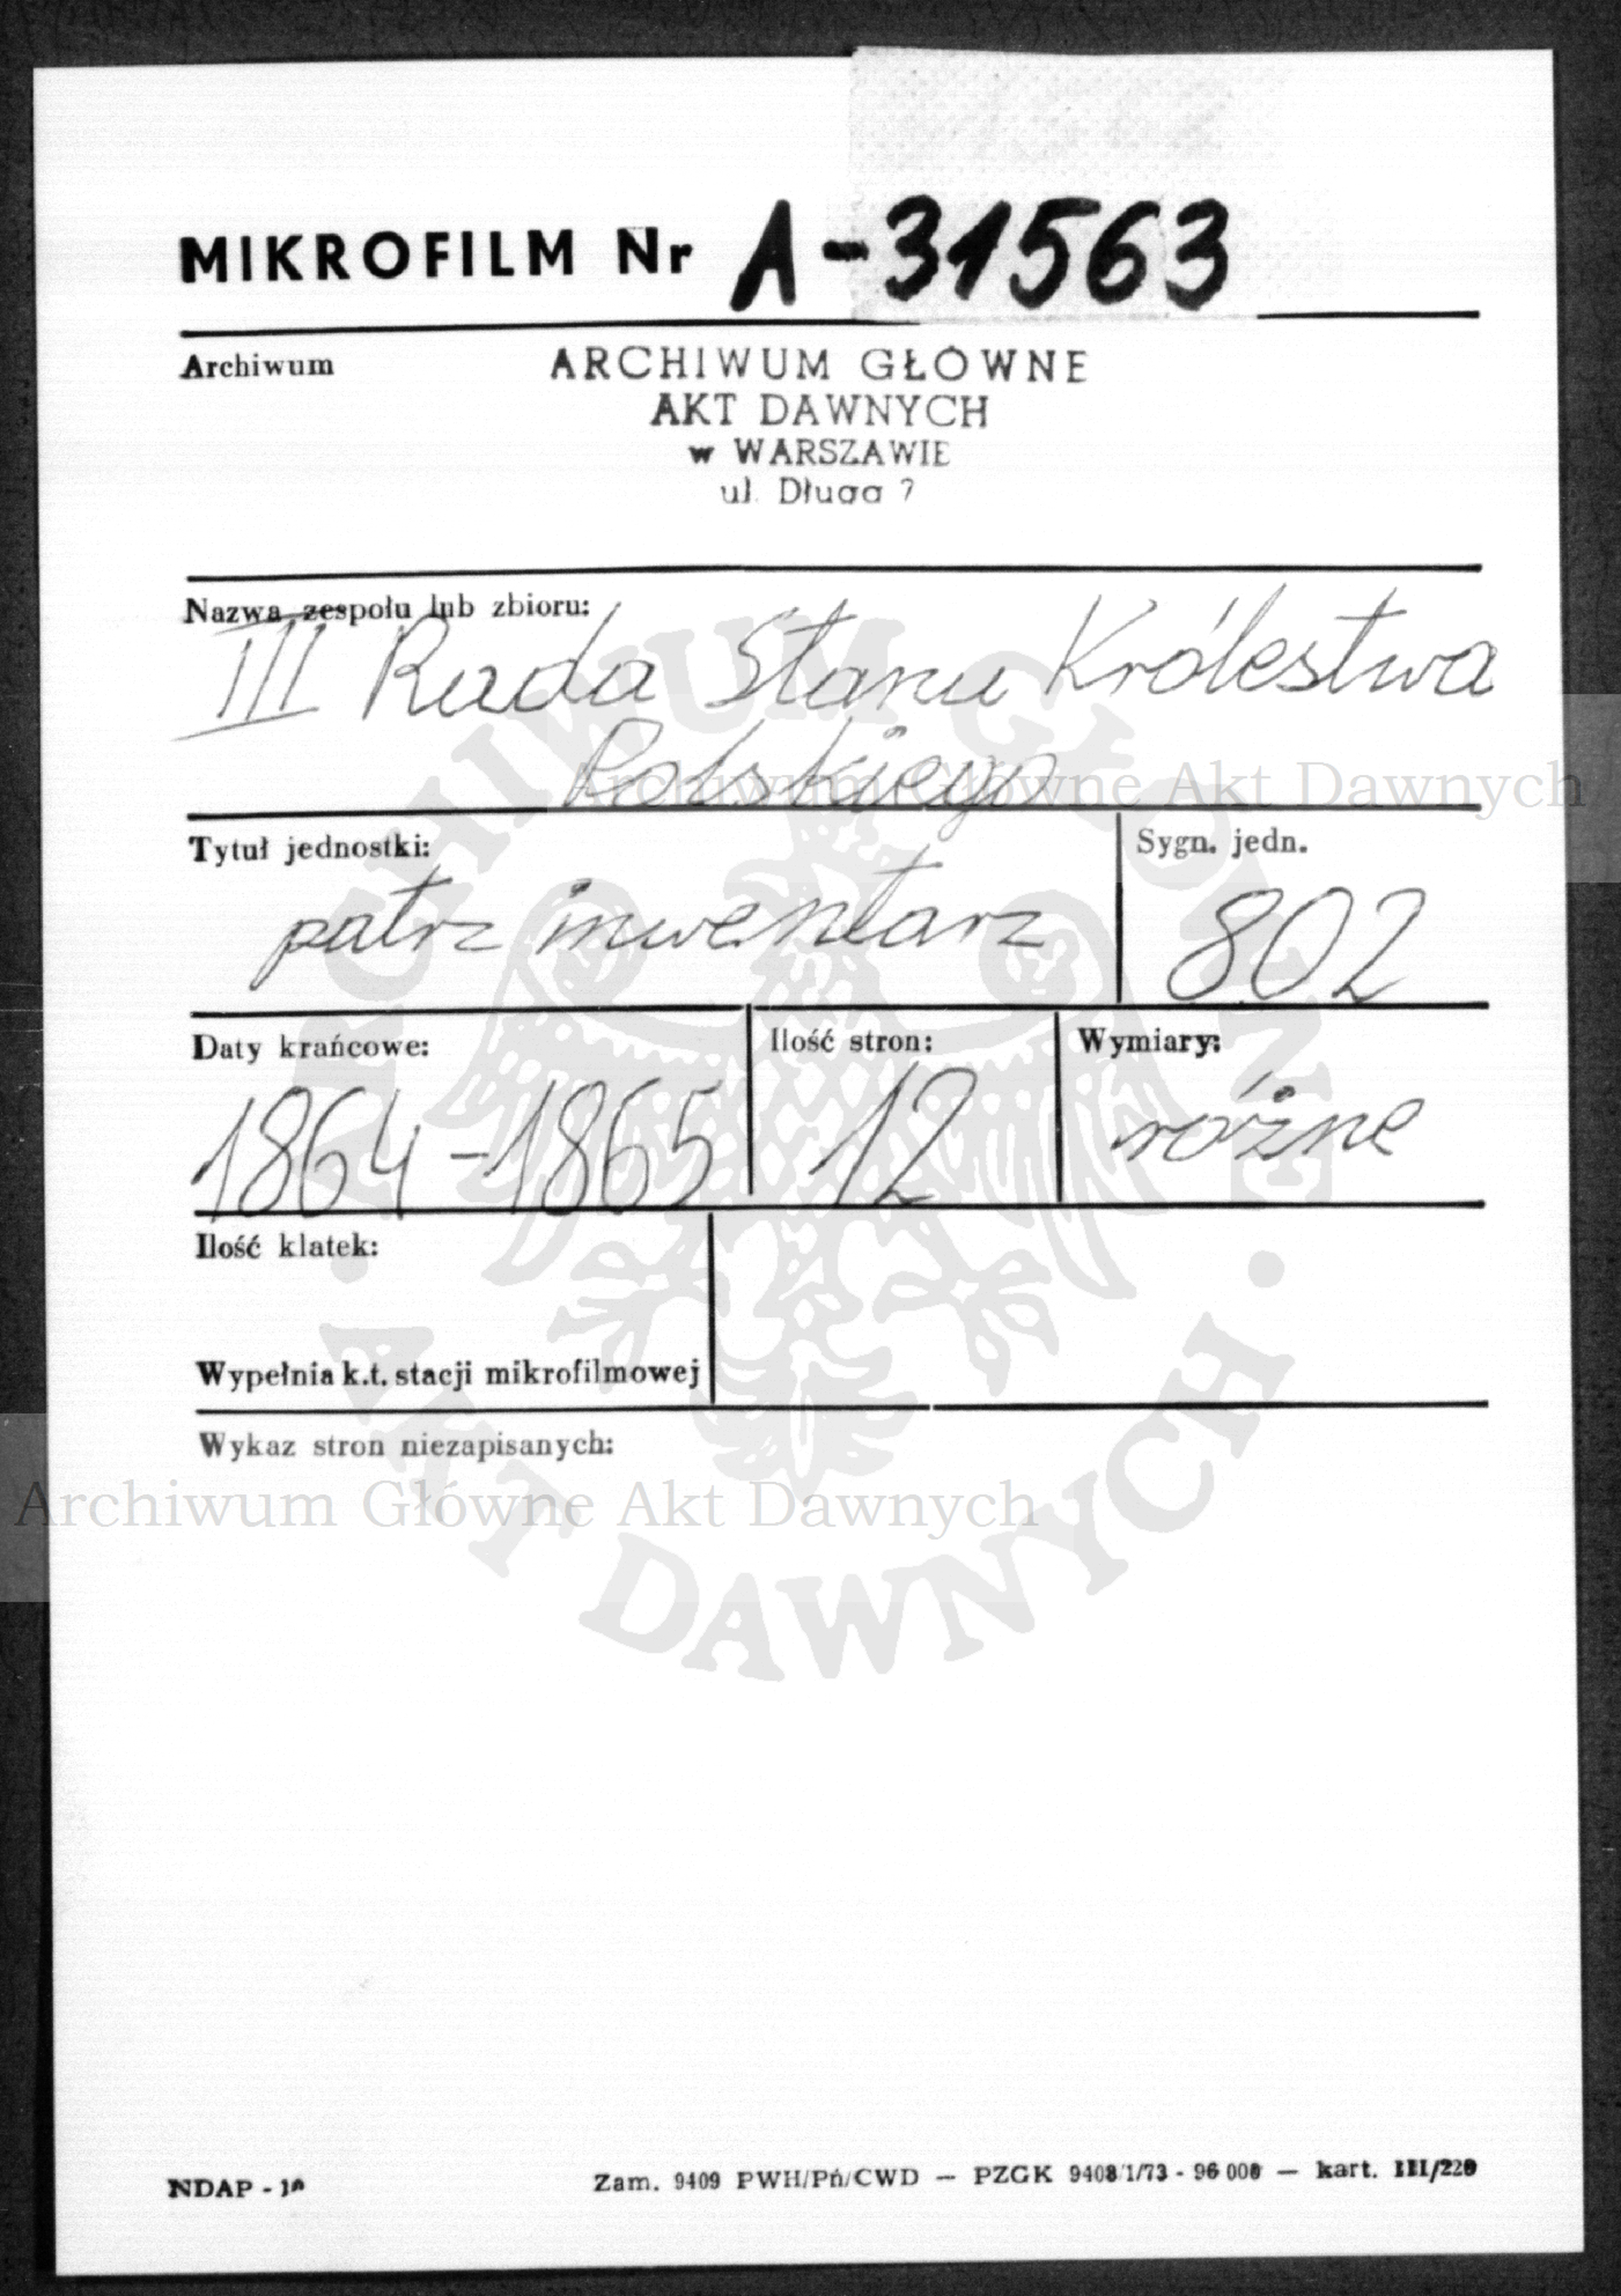 MIKROFILM Nr A-31563
Archiwum
ARCHIWUM GŁÓWNE
AKT DAWNYCH
w WARSZAWIE
ul. Długa 7
Nazwa zespołu lub zbioru:
III Rada Stanu Królestwa
Polskiego
Archiwum Główne Akt Dawnych
Tytuł jednostki:
patrz inwentarz
Sygn. jedn.
802
Daty krańcowe:
1864-1865
Ilość stron:
12
Wymiary:
różne
Ilość klatek:
Wypełnia k.t. stacji mikrofilmowej
Wykaz stron niezapisanych:
Archiwum Główne Akt Dawnych
ARCHIWUM GŁÓWNE
· AKT DAWNYCH ·
NDAP -
Zam. 9409 PWH/Pń/CWD — PZGK 9408/1/73 - 96 000 — kart. III/220